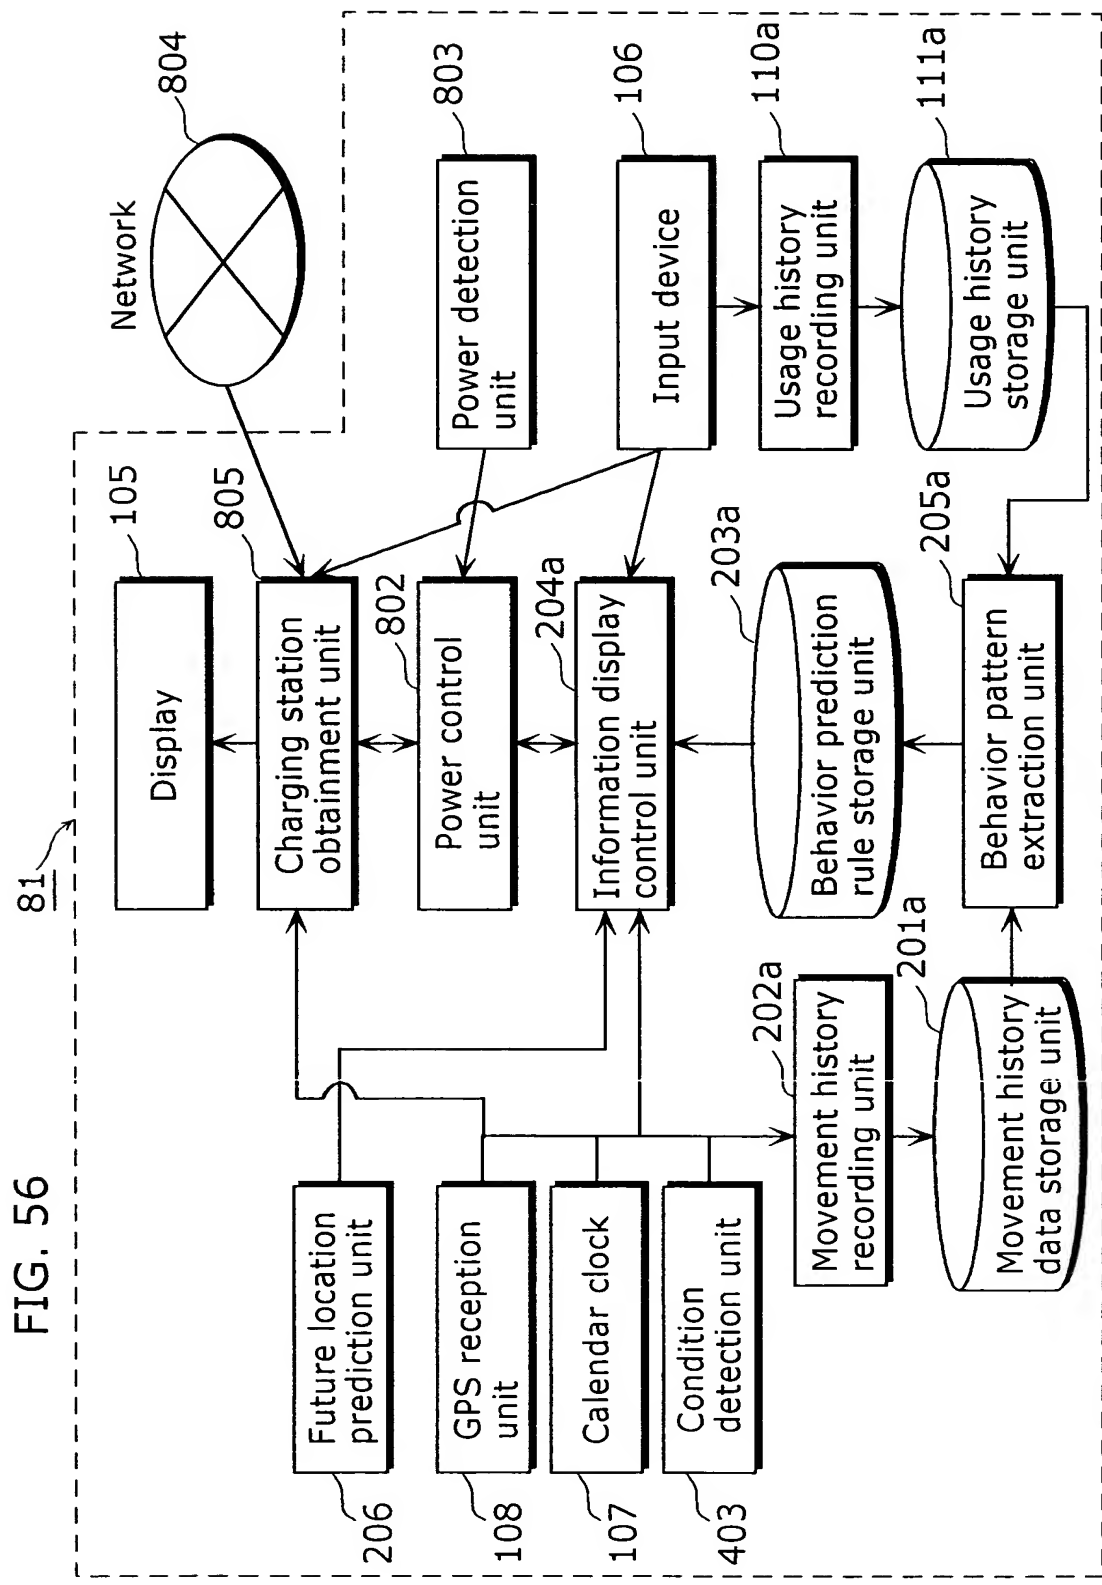 FIG. 56
81
Network
804
Display
105
Charging station
obtainment unit
805
Power control
unit
802
Power detection
unit
803
Information display
control unit
204a
Input device
106
Future location
prediction unit
206
GPS reception
unit
108
Calendar clock
107
Condition
detection unit
403
Behavior prediction
rule storage unit
203a
Usage history
recording unit
110a
Movement history
recording unit
202a
Usage history
storage unit
111a
Movement history
data storage unit
201a
Behavior pattern
extraction unit
205a